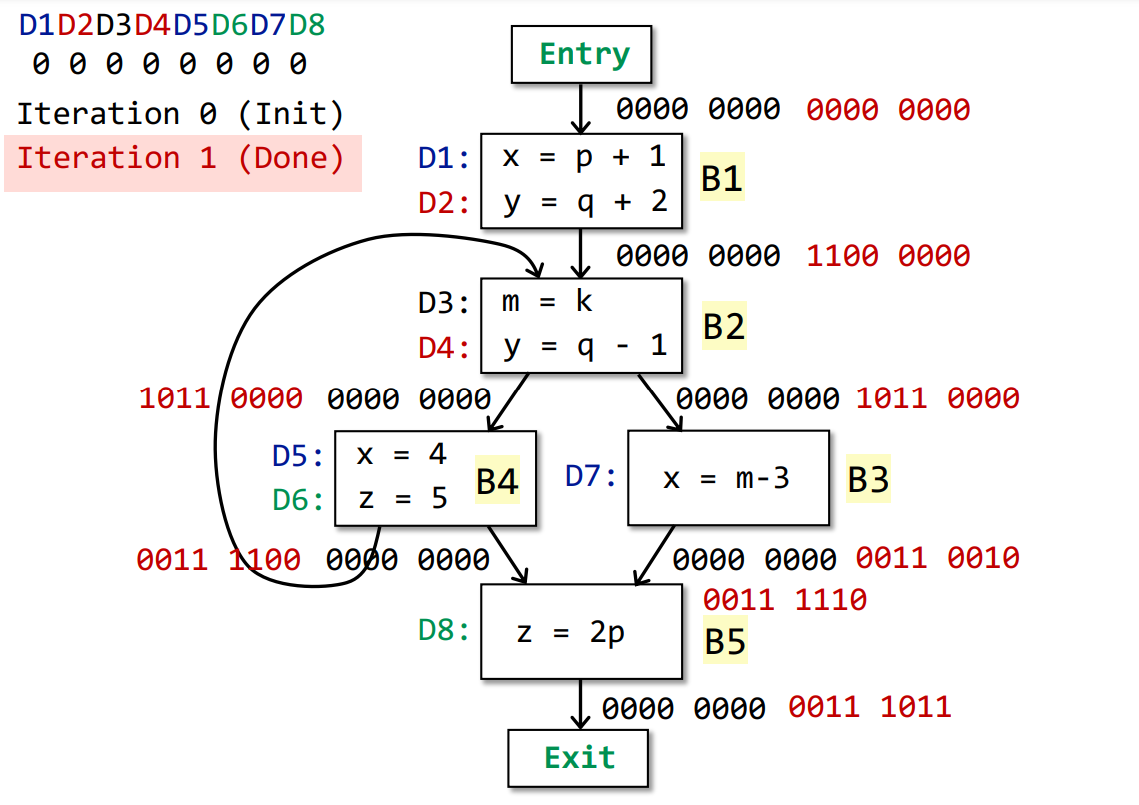 D1D2D3D4D5D6D7D8
0 0 0 0 0 0 0 0
Iteration 0 (Init)
Iteration 1 (Done)
Entry
0000 0000 0000 0000
D1: x = p + 1
D2: y = q + 2
B1
0000 0000 1100 0000
D3: m = k
D4: y = q - 1
B2
1011 0000 0000 0000
0000 0000 1011 0000
D5: x = 4
D6: z = 5
B4
D7: x = m-3
B3
0011 1100 0000 0000
0000 0000 0011 0010
0011 1110
D8: z = 2p
B5
0000 0000 0011 1011
Exit